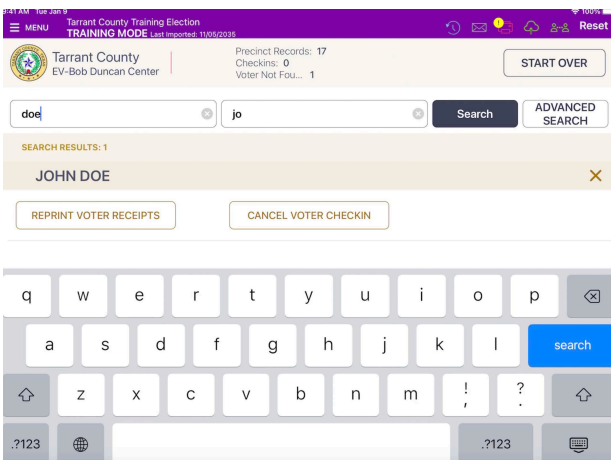 9:41 AM Tue Jan 9
100%
MENU
Tarrant County Training Election
TRAINING MODE Last Imported: 11/05/2035
Reset
Tarrant County
EV-Bob Duncan Center
Precinct Records: 17
Checkins: 0
Voter Not Fou... 1
START OVER
doe
jo
Search
ADVANCED
SEARCH
SEARCH RESULTS: 1
JOHN DOE
REPRINT VOTER RECEIPTS
CANCEL VOTER CHECKIN
q w e r t y u i o p
a s d f g h j k l search
z x c v b n m ! , ? .
.?123 .?123